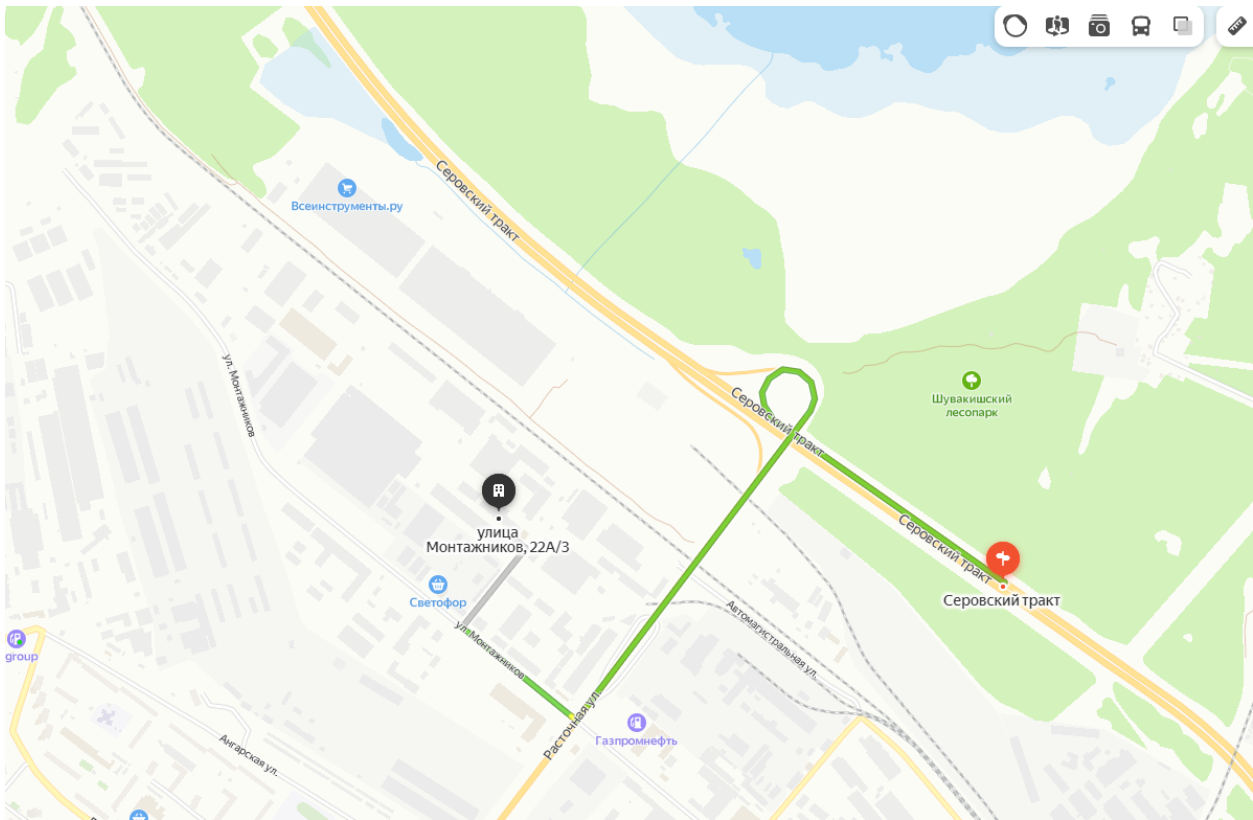 Серовский тракт
Всеинструменты.ру
ул. Монтажников
Серовский тракт
Шувакишский
лесопарк
улица
Монтажников, 22А/3
Серовский тракт
Светофор
Серовский тракт
ул. Монтажников
Автомагистральная ул.
group
Расточная ул.
Газпромнефть
Ангарская ул.